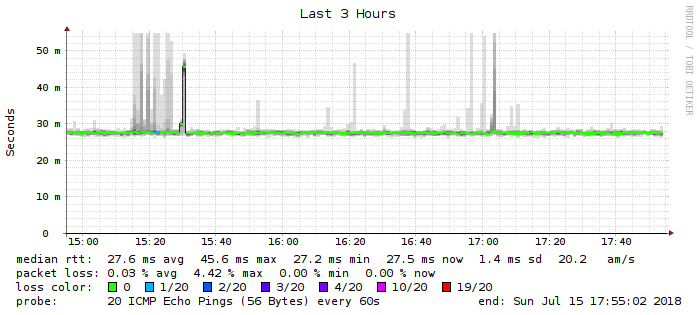 Last 3 Hours
RRDTOOL / TOBI OETIKER
Seconds
50 m
40 m
30 m
20 m
10 m
0
15:00 15:20 15:40 16:00 16:20 16:40 17:00 17:20 17:40
median rtt: 27.6 ms avg 45.6 ms max 27.2 ms min 27.5 ms now 1.4 ms sd 20.2 am/s
packet loss: 0.03 % avg 4.42 % max 0.00 % min 0.00 % now
loss color: 0 1/20 2/20 3/20 4/20 10/20 19/20
probe: 20 ICMP Echo Pings (56 Bytes) every 60s end: Sun Jul 15 17:55:02 2018